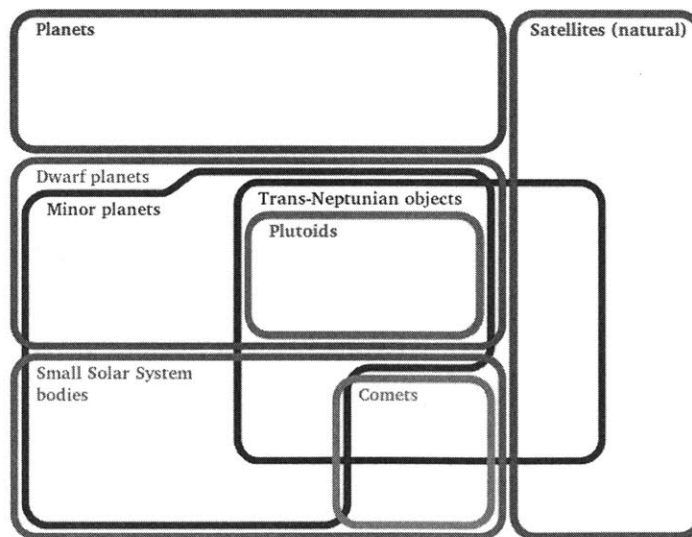 Planets
Satellites (natural)
Dwarf planets
Minor planets
Trans-Neptunian objects
Plutoids
Small Solar System
bodies
Comets